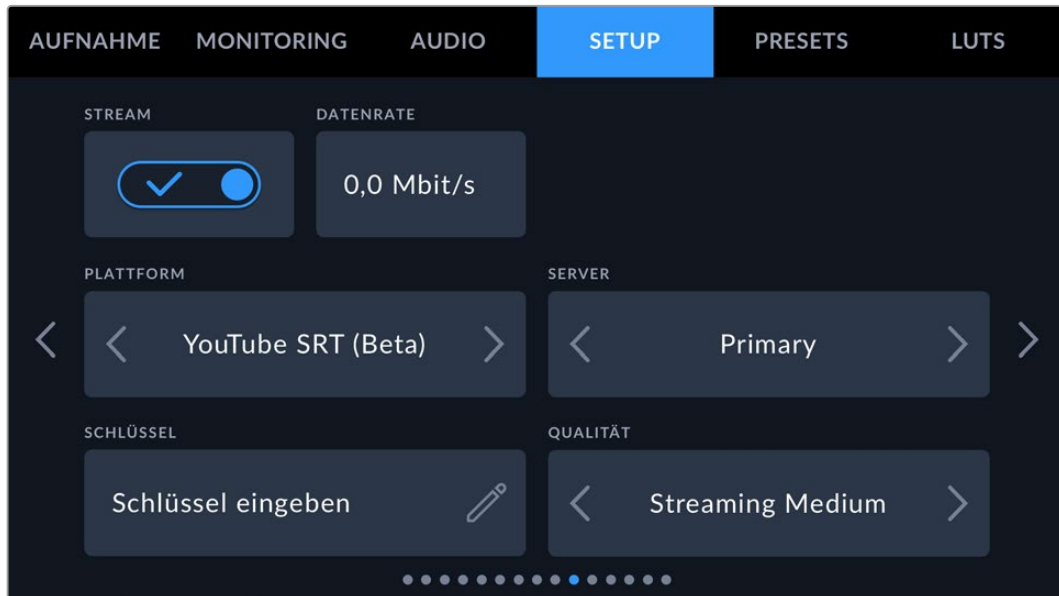 AUFNAHME MONITORING AUDIO SETUP PRESETS LUTS
STREAM DATENRATE
0,0 Mbit/s
PLATTFORM SERVER
YouTube SRT (Beta) Primary
SCHLÜSSEL QUALITÄT
Schlüssel eingeben Streaming Medium